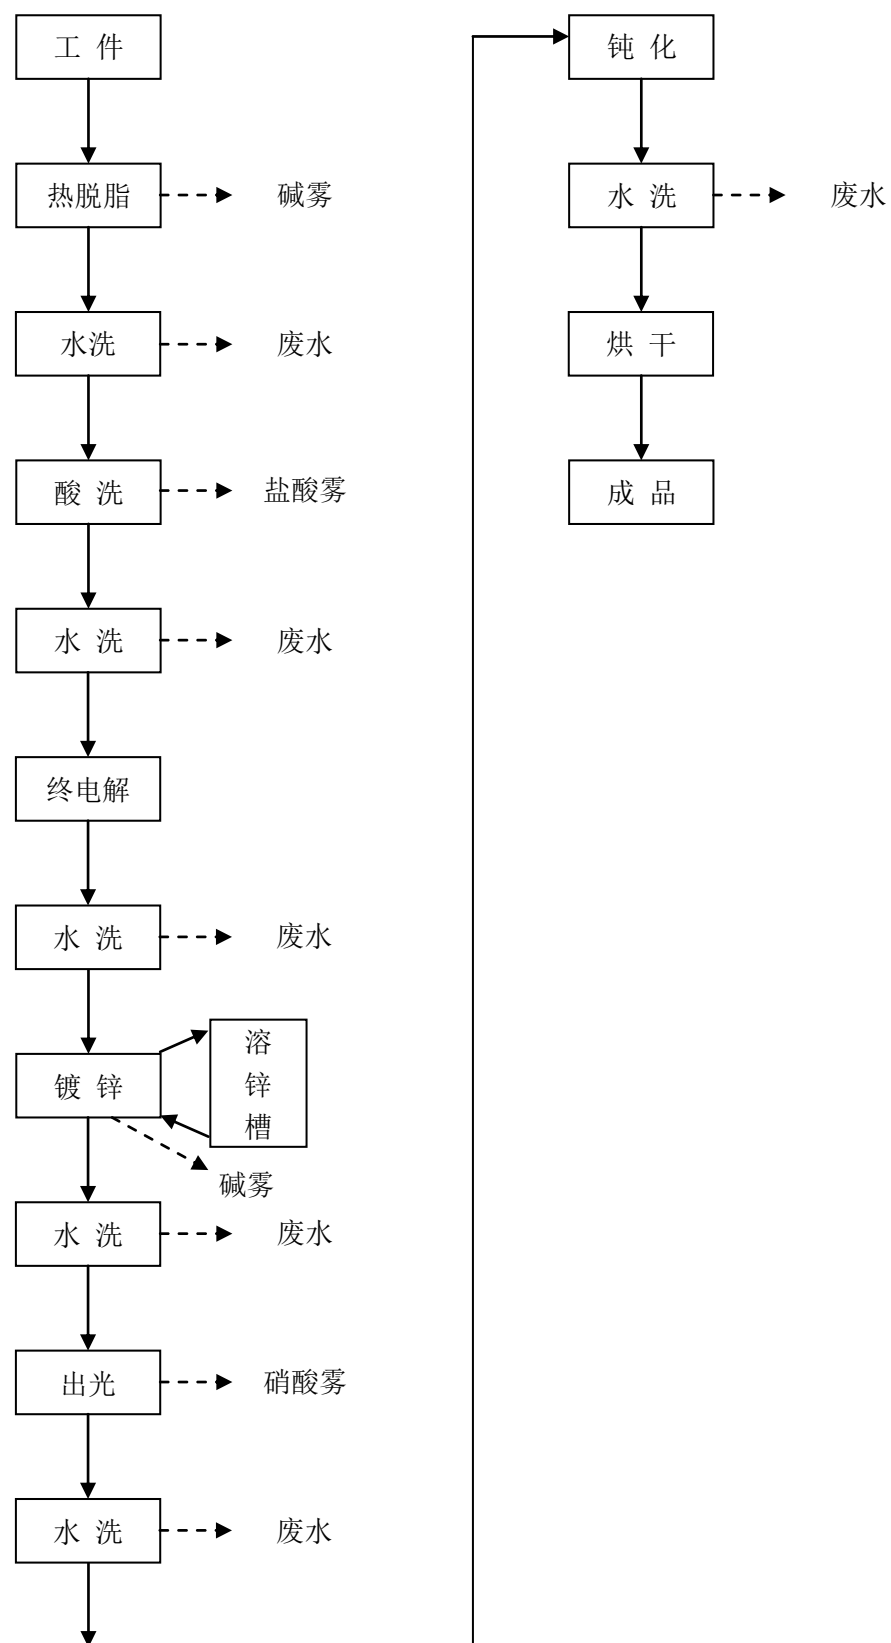 工 件
热脱脂
碱雾
水洗
废水
酸 洗
盐酸雾
水 洗
废水
终电解
水 洗
废水
镀 锌
溶
锌
槽
碱雾
水 洗
废水
出光
硝酸雾
水 洗
废水
钝 化
水 洗
废水
烘 干
成 品